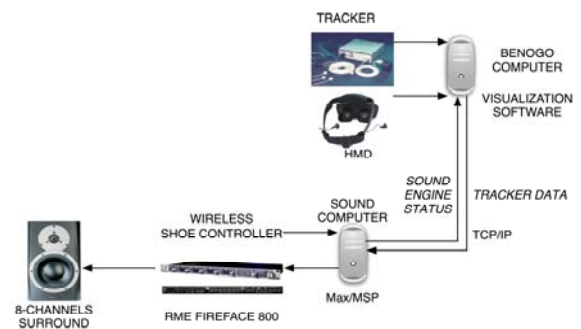 TRACKER
BENOGO
COMPUTER
VISUALIZATION
SOFTWARE
HMD
SOUND
ENGINE
STATUS
TRACKER DATA
TCP/IP
WIRELESS
SHOE CONTROLLER
SOUND
COMPUTER
Max/MSP
RME FIREFACE 800
8-CHANNELS
SURROUND